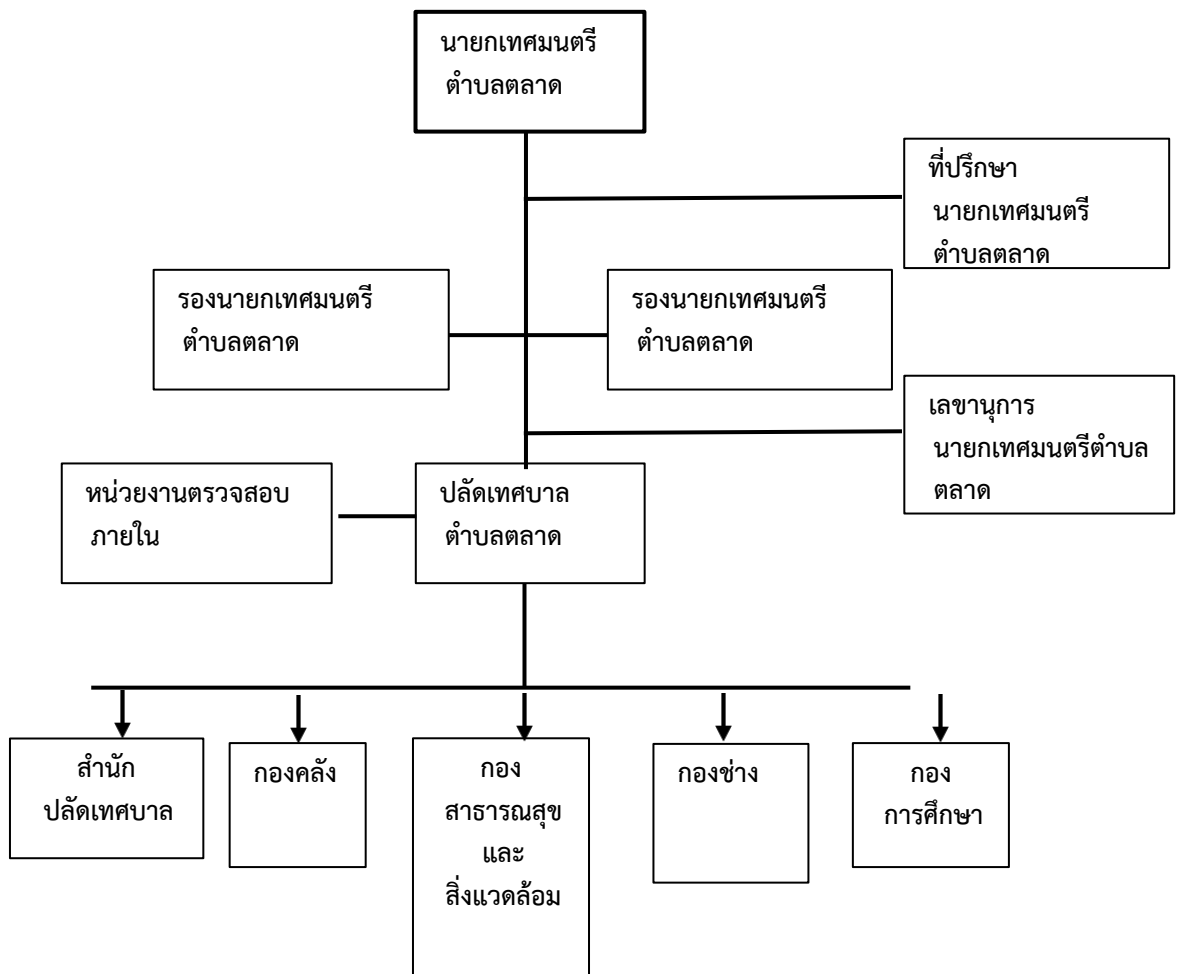 นายกเทศมนตรี
ตำบลตลาด
ที่ปรึกษา
นายกเทศมนตรี
ตำบลตลาด
รองนายกเทศมนตรี
ตำบลตลาด
รองนายกเทศมนตรี
ตำบลตลาด
เลขานุการ
นายกเทศมนตรีตำบล
ตลาด
หน่วยงานตรวจสอบ
ภายใน
ปลัดเทศบาล
ตำบลตลาด
สำนัก
ปลัดเทศบาล
กองคลัง
กอง
สาธารณสุข
และ
สิ่งแวดล้อม
กองช่าง
กอง
การศึกษา